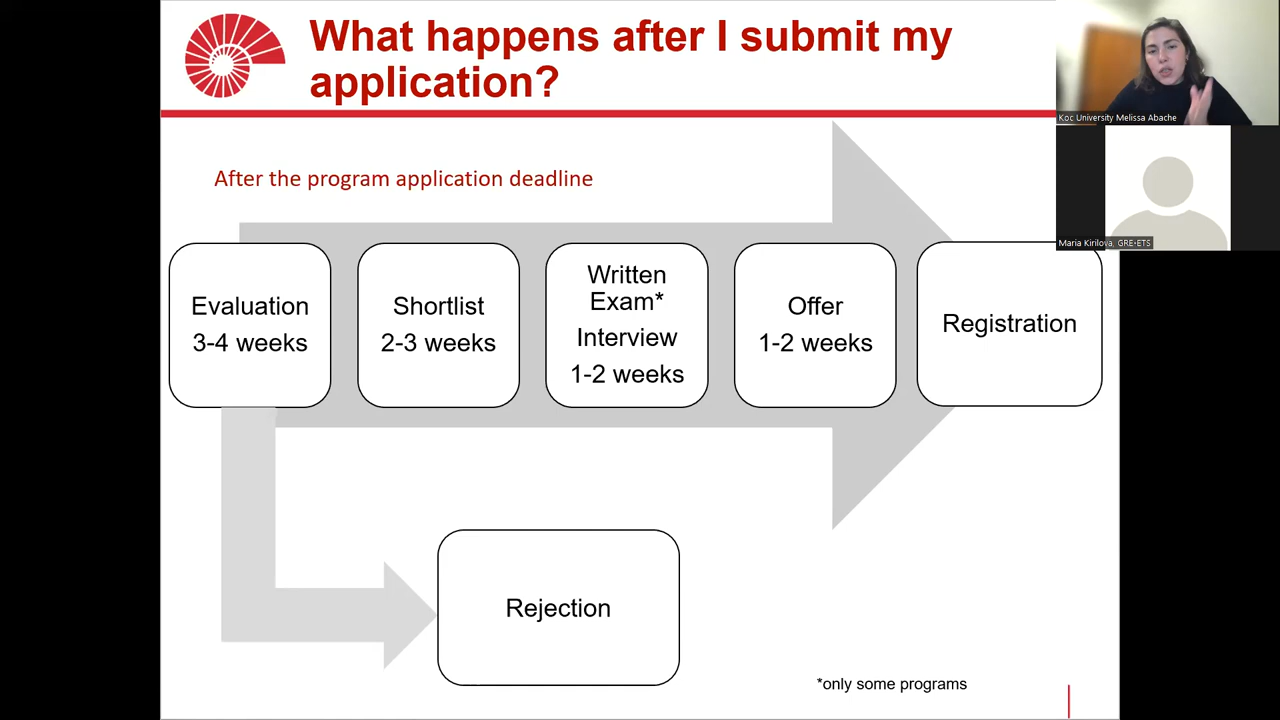 What happens after I submit my
application?
Koc University Melissa Abache
Maria Kirilova, GRE-ETS
After the program application deadline
Evaluation
3-4 weeks
Shortlist
2-3 weeks
Written
Exam*
Interview
1-2 weeks
Offer
1-2 weeks
Registration
Rejection
*only some programs